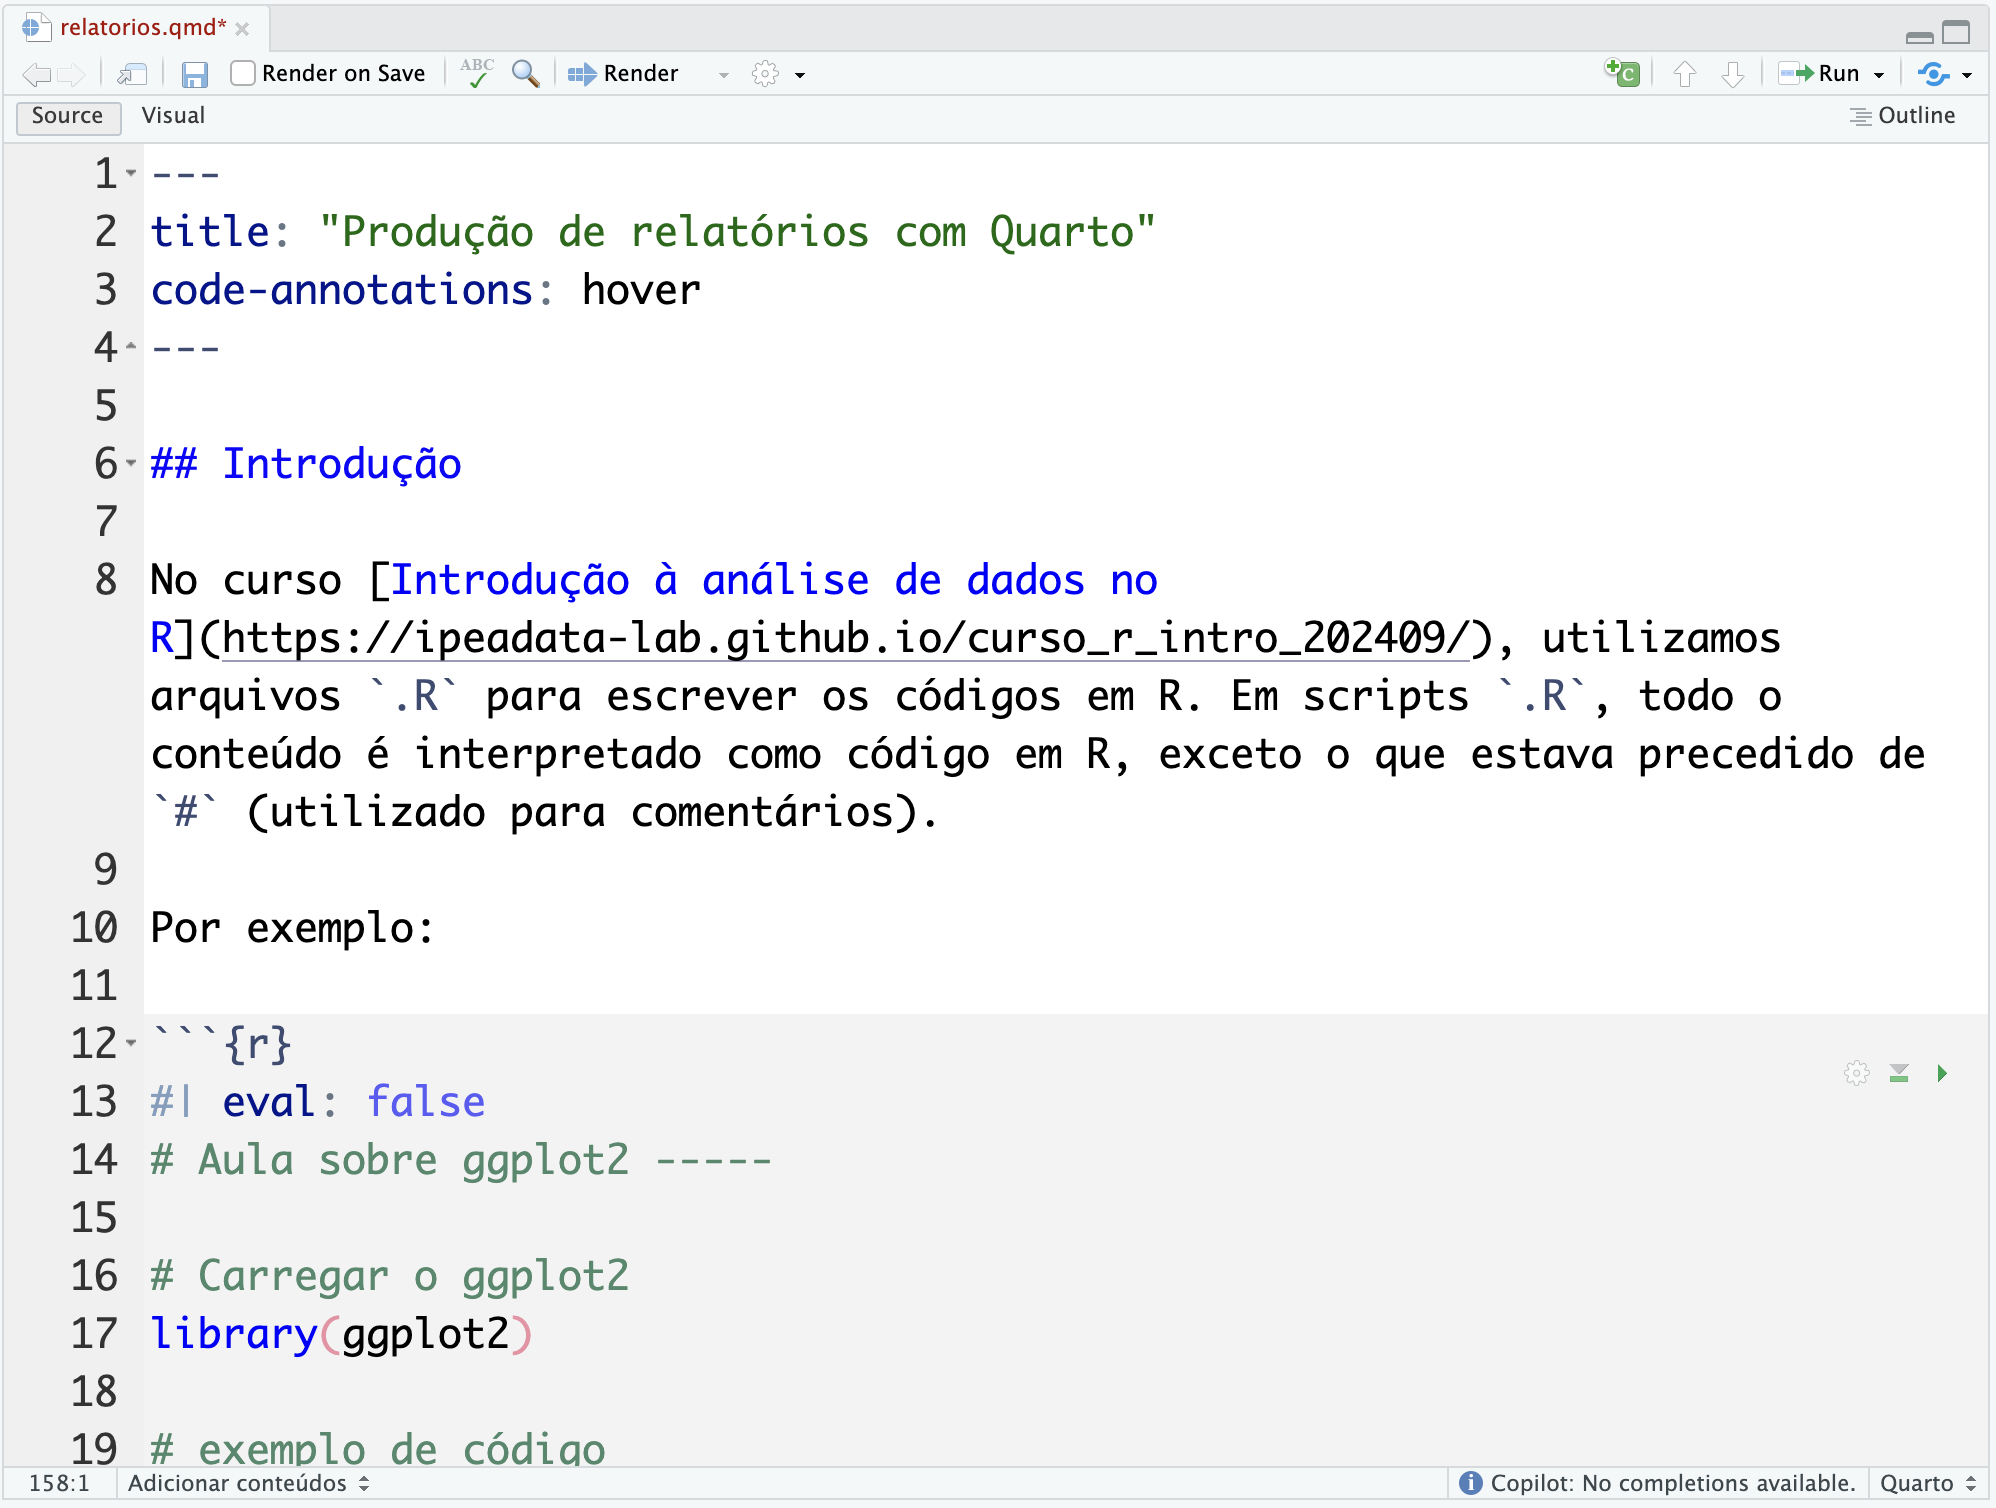 relatorios.qmd*
Render on Save ABC Render Run
Source Visual Outline
1 ---
2 title: "Produção de relatórios com Quarto"
3 code-annotations: hover
4 ---
5
6 ## Introdução
7
8 No curso [Introdução à análise de dados no
R](https://ipeadata-lab.github.io/curso_r_intro_202409/), utilizamos
arquivos `.R` para escrever os códigos em R. Em scripts `.R`, todo o
conteúdo é interpretado como código em R, exceto o que estava precedido de
`#` (utilizado para comentários).
9
10 Por exemplo:
11
12 ```{r}
13 #| eval: false
14 # Aula sobre ggplot2 -----
15
16 # Carregar o ggplot2
17 library(ggplot2)
18
19 # exemplo de código
158:1 Adicionar conteúdos Copilot: No completions available. Quarto